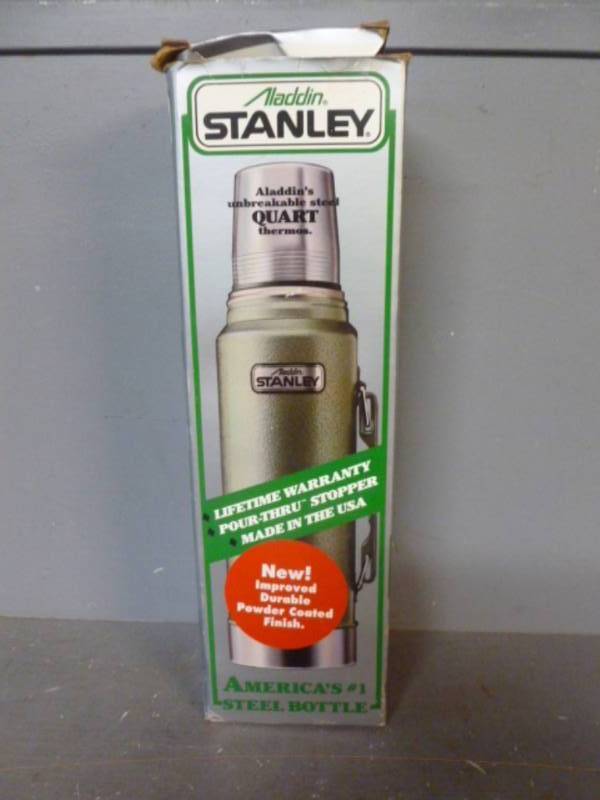 Aladdin®
STANLEY®
Aladdin's
unbreakable steel
QUART
thermos.
Aladdin
STANLEY
LIFETIME WARRANTY
POUR-THRU™ STOPPER
MADE IN THE USA
New!
Improved
Durable
Powder Coated
Finish.
AMERICA'S #1
STEEL BOTTLE